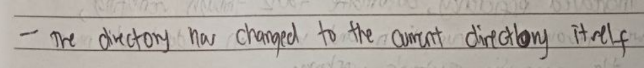 - The directory has changed to the current directory itself